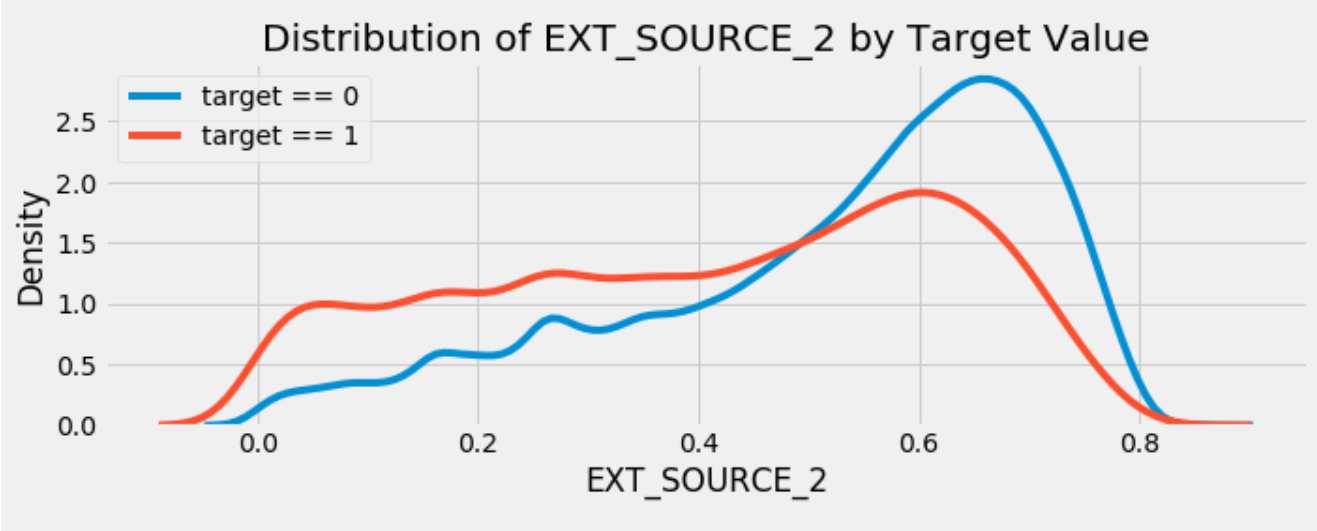 Distribution of EXT_SOURCE_2 by Target Value
target == 0
target == 1
Density
2.5
2.0
1.5
1.0
0.5
0.0
0.0 0.2 0.4 0.6 0.8
EXT_SOURCE_2